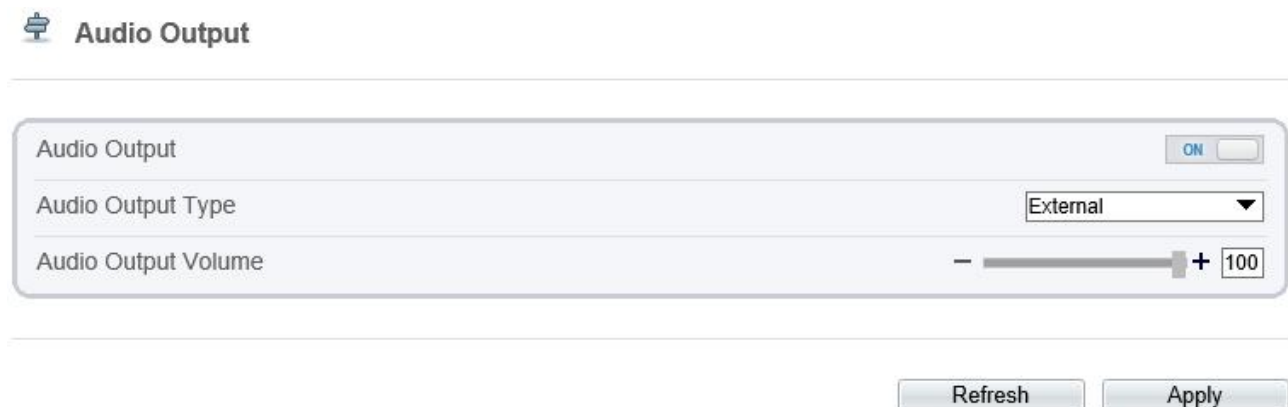 Audio Output
Audio Output ON
Audio Output Type External
Audio Output Volume − + 100
Refresh Apply